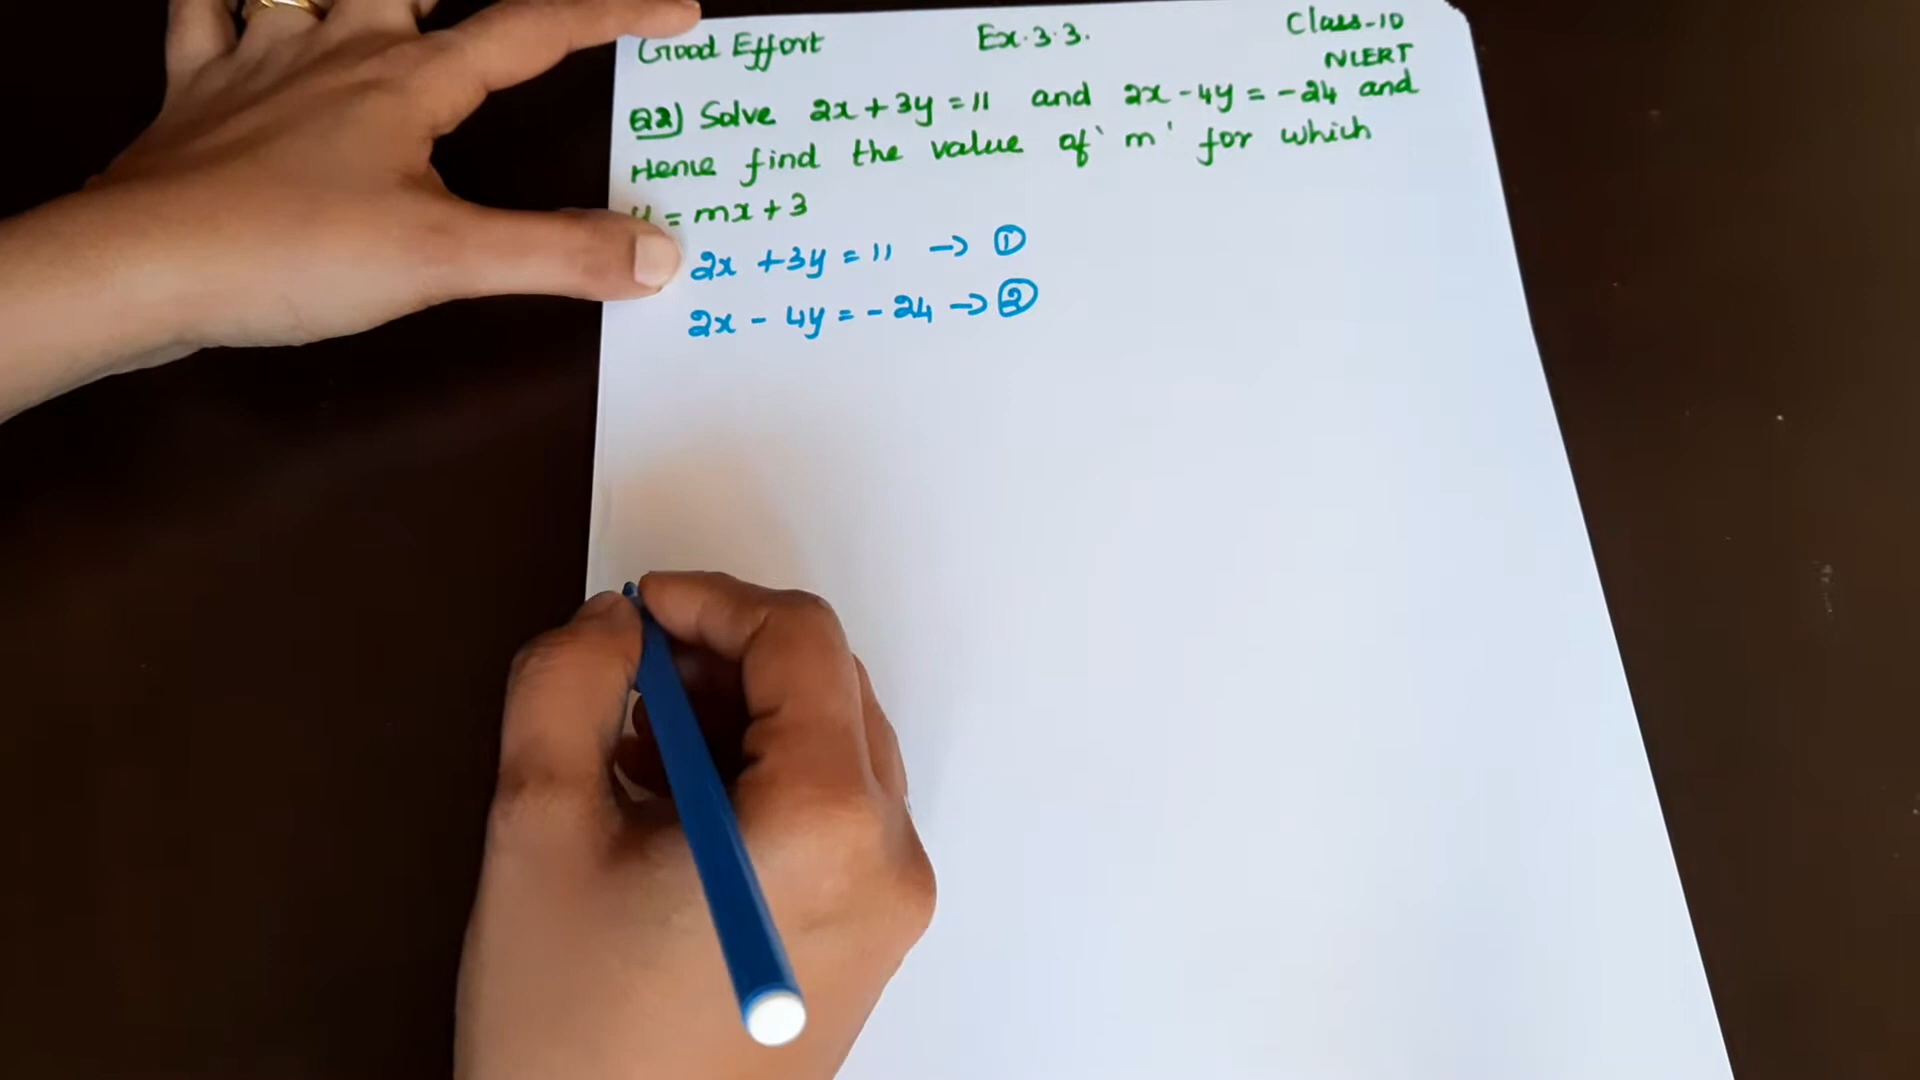 Good Effort Ex.3.3. Class-10
NCERT
Q2) Solve 2x + 3y = 11 and 2x - 4y = -24 and
Hence find the value of 'm' for which
y = mx + 3
2x + 3y = 11 → ①
2x - 4y = -24 → ②